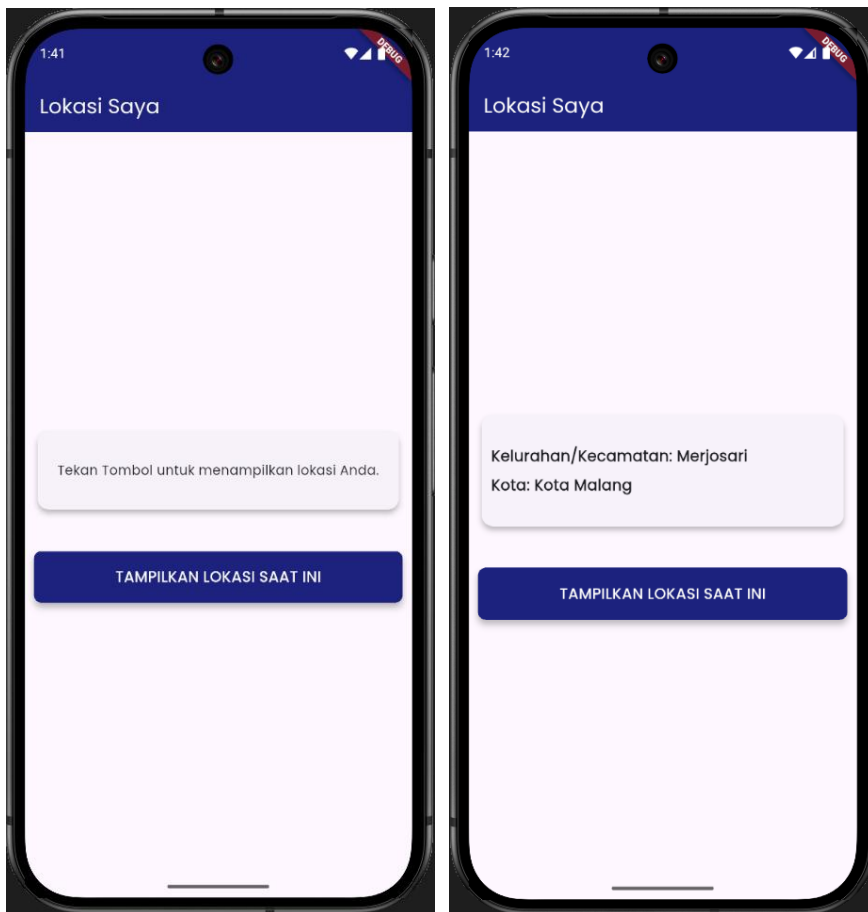 1:41
DEBUG
Lokasi Saya
Tekan Tombol untuk menampilkan lokasi Anda.
TAMPILKAN LOKASI SAAT INI
1:42
DEBUG
Lokasi Saya
Kelurahan/Kecamatan: Merjosari
Kota: Kota Malang
TAMPILKAN LOKASI SAAT INI